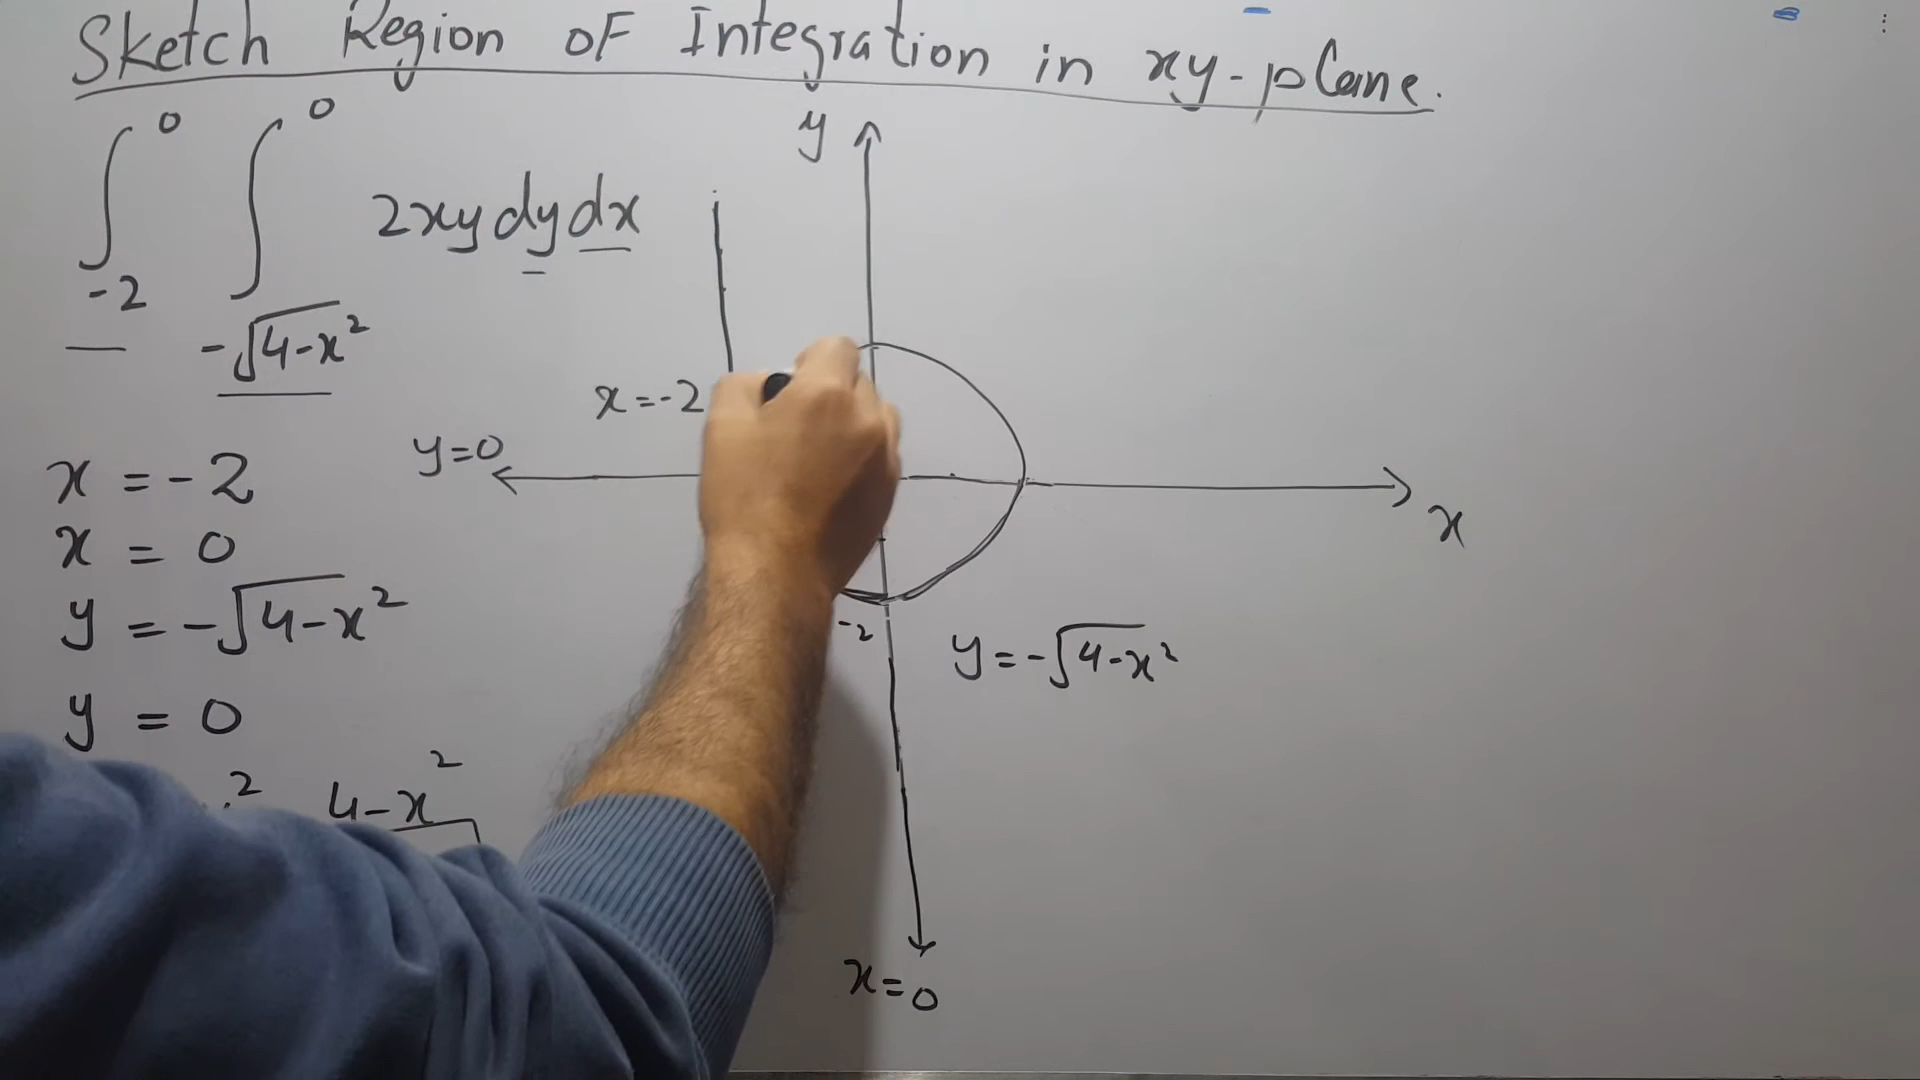 Sketch Region of Integration in xy-plane.
∫_{-2}^{0} ∫_{-√(4-x²)}^{0} 2xy dy dx
y
x = -2
y = 0
x
x = -2
x = 0
y = -√(4-x²)
y = 0
-2
y = -√(4-x²)
² 4-x²
x = 0